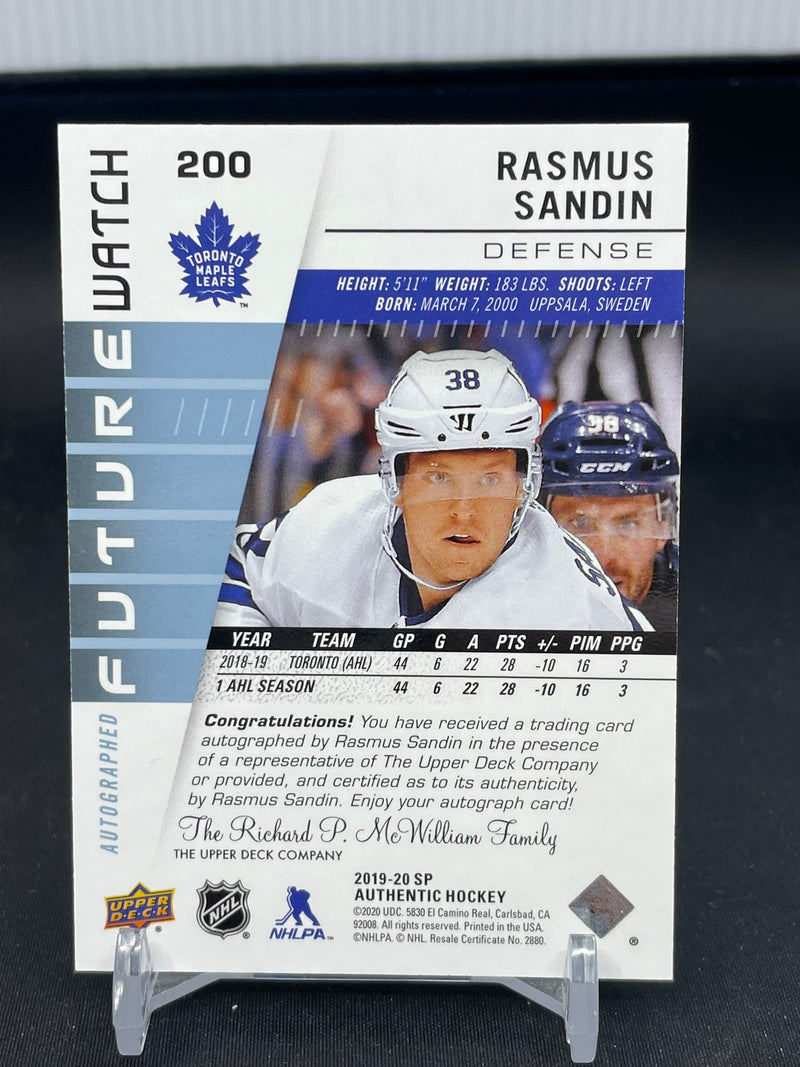 200
RASMUS
SANDIN
DEFENSE
TORONTO
MAPLE
LEAFS
™
HEIGHT: 5'11" WEIGHT: 183 LBS. SHOOTS: LEFT
BORN: MARCH 7, 2000 UPPSALA, SWEDEN
AUTOGRAPHED FUTURE WATCH
38
38
CCM
YEAR TEAM GP G A PTS +/- PIM PPG
2018-19 TORONTO (AHL) 44 6 22 28 -10 16 3
1 AHL SEASON 44 6 22 28 -10 16 3
Congratulations! You have received a trading card
autographed by Rasmus Sandin in the presence
of a representative of The Upper Deck Company
or provided, and certified as to its authenticity,
by Rasmus Sandin. Enjoy your autograph card!
The Richard P. McWilliam Family
THE UPPER DECK COMPANY
UPPER
D·E·C·K
®
NHL
®
NHLPA™
2019-20 SP
AUTHENTIC HOCKEY
©2020 UDC. 5830 El Camino Real, Carlsbad, CA
92008. All rights reserved. Printed in the USA.
©NHLPA. © NHL. Resale Certificate No. 2880.
®